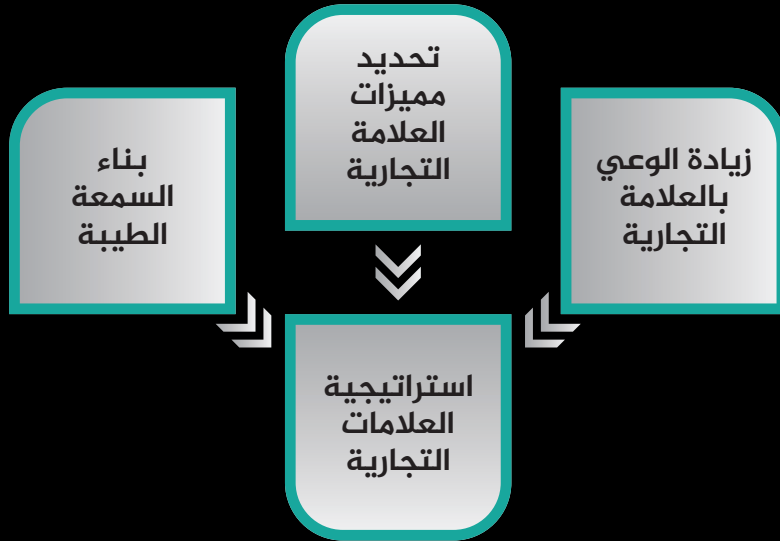 زيادة الوعي
بالعلامة
التجارية
تحديد
مميزات
العلامة
التجارية
بناء
السمعة
الطيبة
استراتيجية
العلامات
التجارية